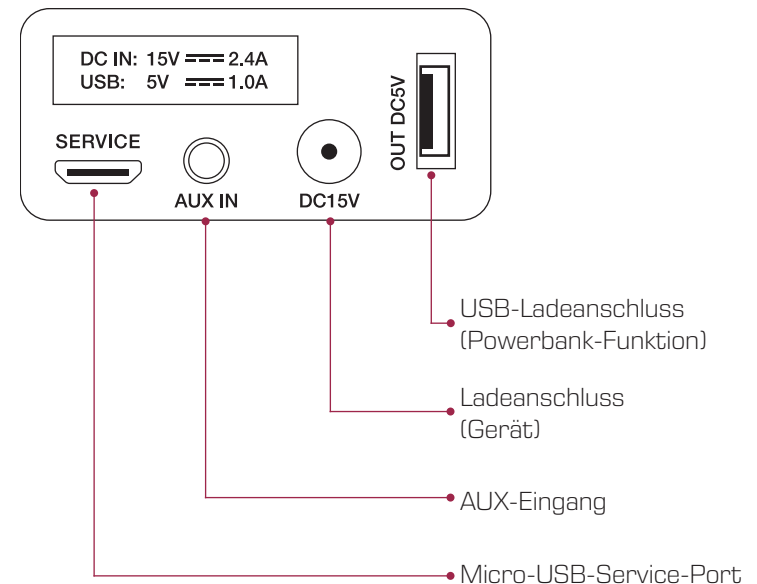 DC IN: 15V ⎓ 2.4A
USB: 5V ⎓ 1.0A
SERVICE
AUX IN
DC15V
OUT DC5V
USB-Ladeanschluss
(Powerbank-Funktion)
Ladeanschluss
(Gerät)
AUX-Eingang
Micro-USB-Service-Port